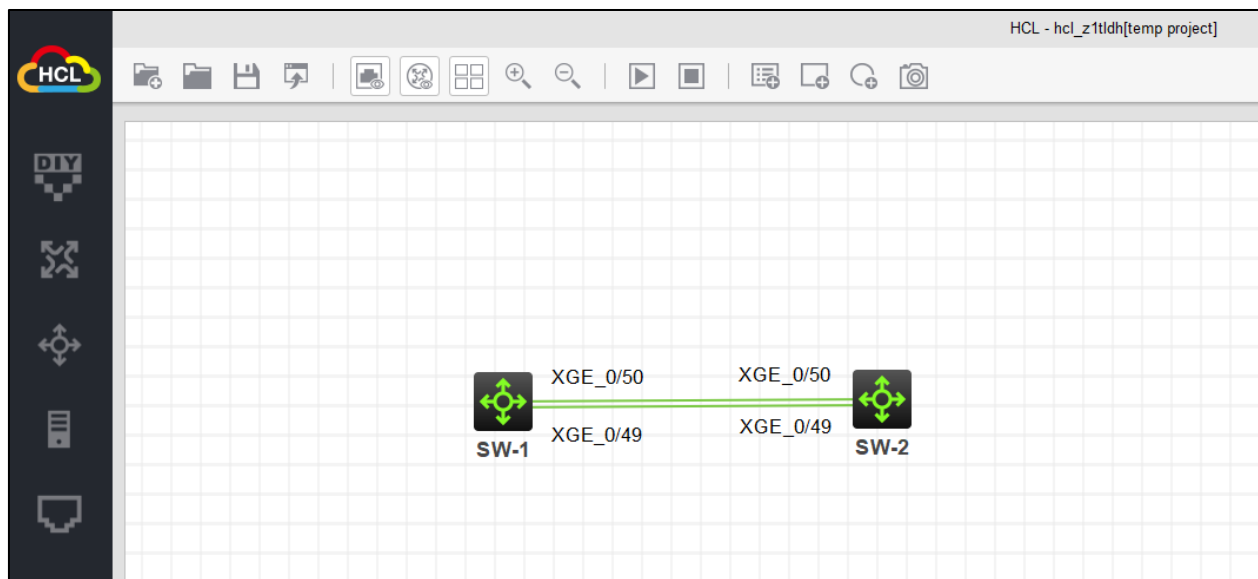 HCL - hcl_z1tldh[temp project]
HCL
DIY
XGE_0/50
XGE_0/50
XGE_0/49
XGE_0/49
SW-1
SW-2